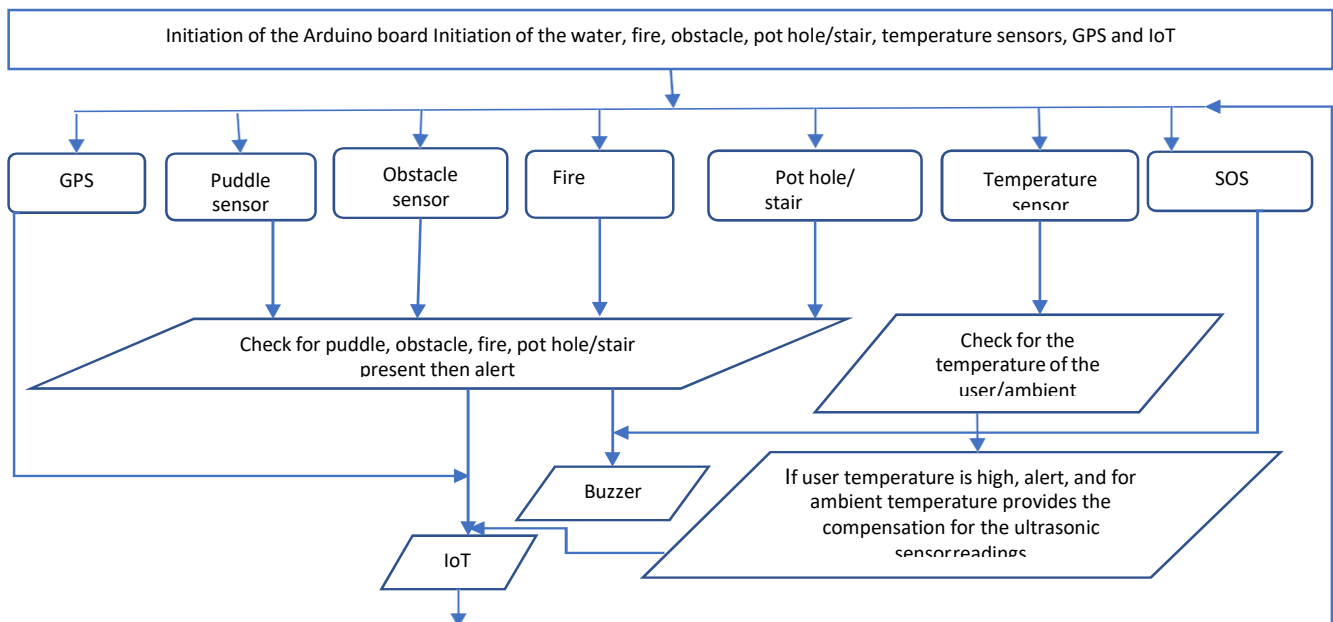 Initiation of the Arduino board Initiation of the water, fire, obstacle, pot hole/stair, temperature sensors, GPS and IoT
GPS
Puddle
sensor
Obstacle
sensor
Fire
Pot hole/
stair
Temperature
sensor
SOS
Check for puddle, obstacle, fire, pot hole/stair
present then alert
Check for the
temperature of the
user/ambient
Buzzer
If user temperature is high, alert, and for
ambient temperature provides the
compensation for the ultrasonic
sensorreadings
IoT